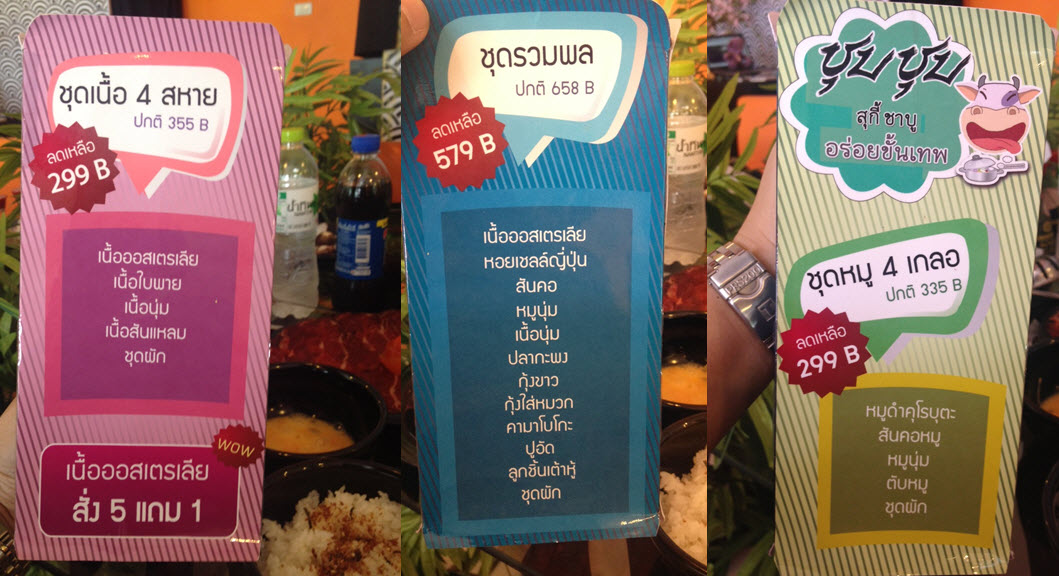 ชุดเนื้อ 4 สหาย
ปกติ 355 B
ลดเหลือ
299 B
เนื้อออสเตรเลีย
เนื้อใบพาย
เนื้อนุ่ม
เนื้อสันแหลม
ชุดผัก
WOW
เนื้อออสเตรเลีย
สั่ง 5 แถม 1
ชุดรวมพล
ปกติ 658 B
ลดเหลือ
579 B
เนื้อออสเตรเลีย
หอยเชลล์ญี่ปุ่น
สันคอ
หมูนุ่ม
เนื้อนุ่ม
ปลากะพง
กุ้งขาว
กุ้งใส่หมวก
คามาโบโกะ
ปูอัด
ลูกชิ้นเต้าหู้
ชุดผัก
ชุบชุบ
สุกี้ ชาบู
อร่อยขั้นเทพ
ชุดหมู 4 เกลอ
ปกติ 335 B
ลดเหลือ
299 B
หมูดำคุโรบุตะ
สันคอหมู
หมูนุ่ม
ตับหมู
ชุดผัก